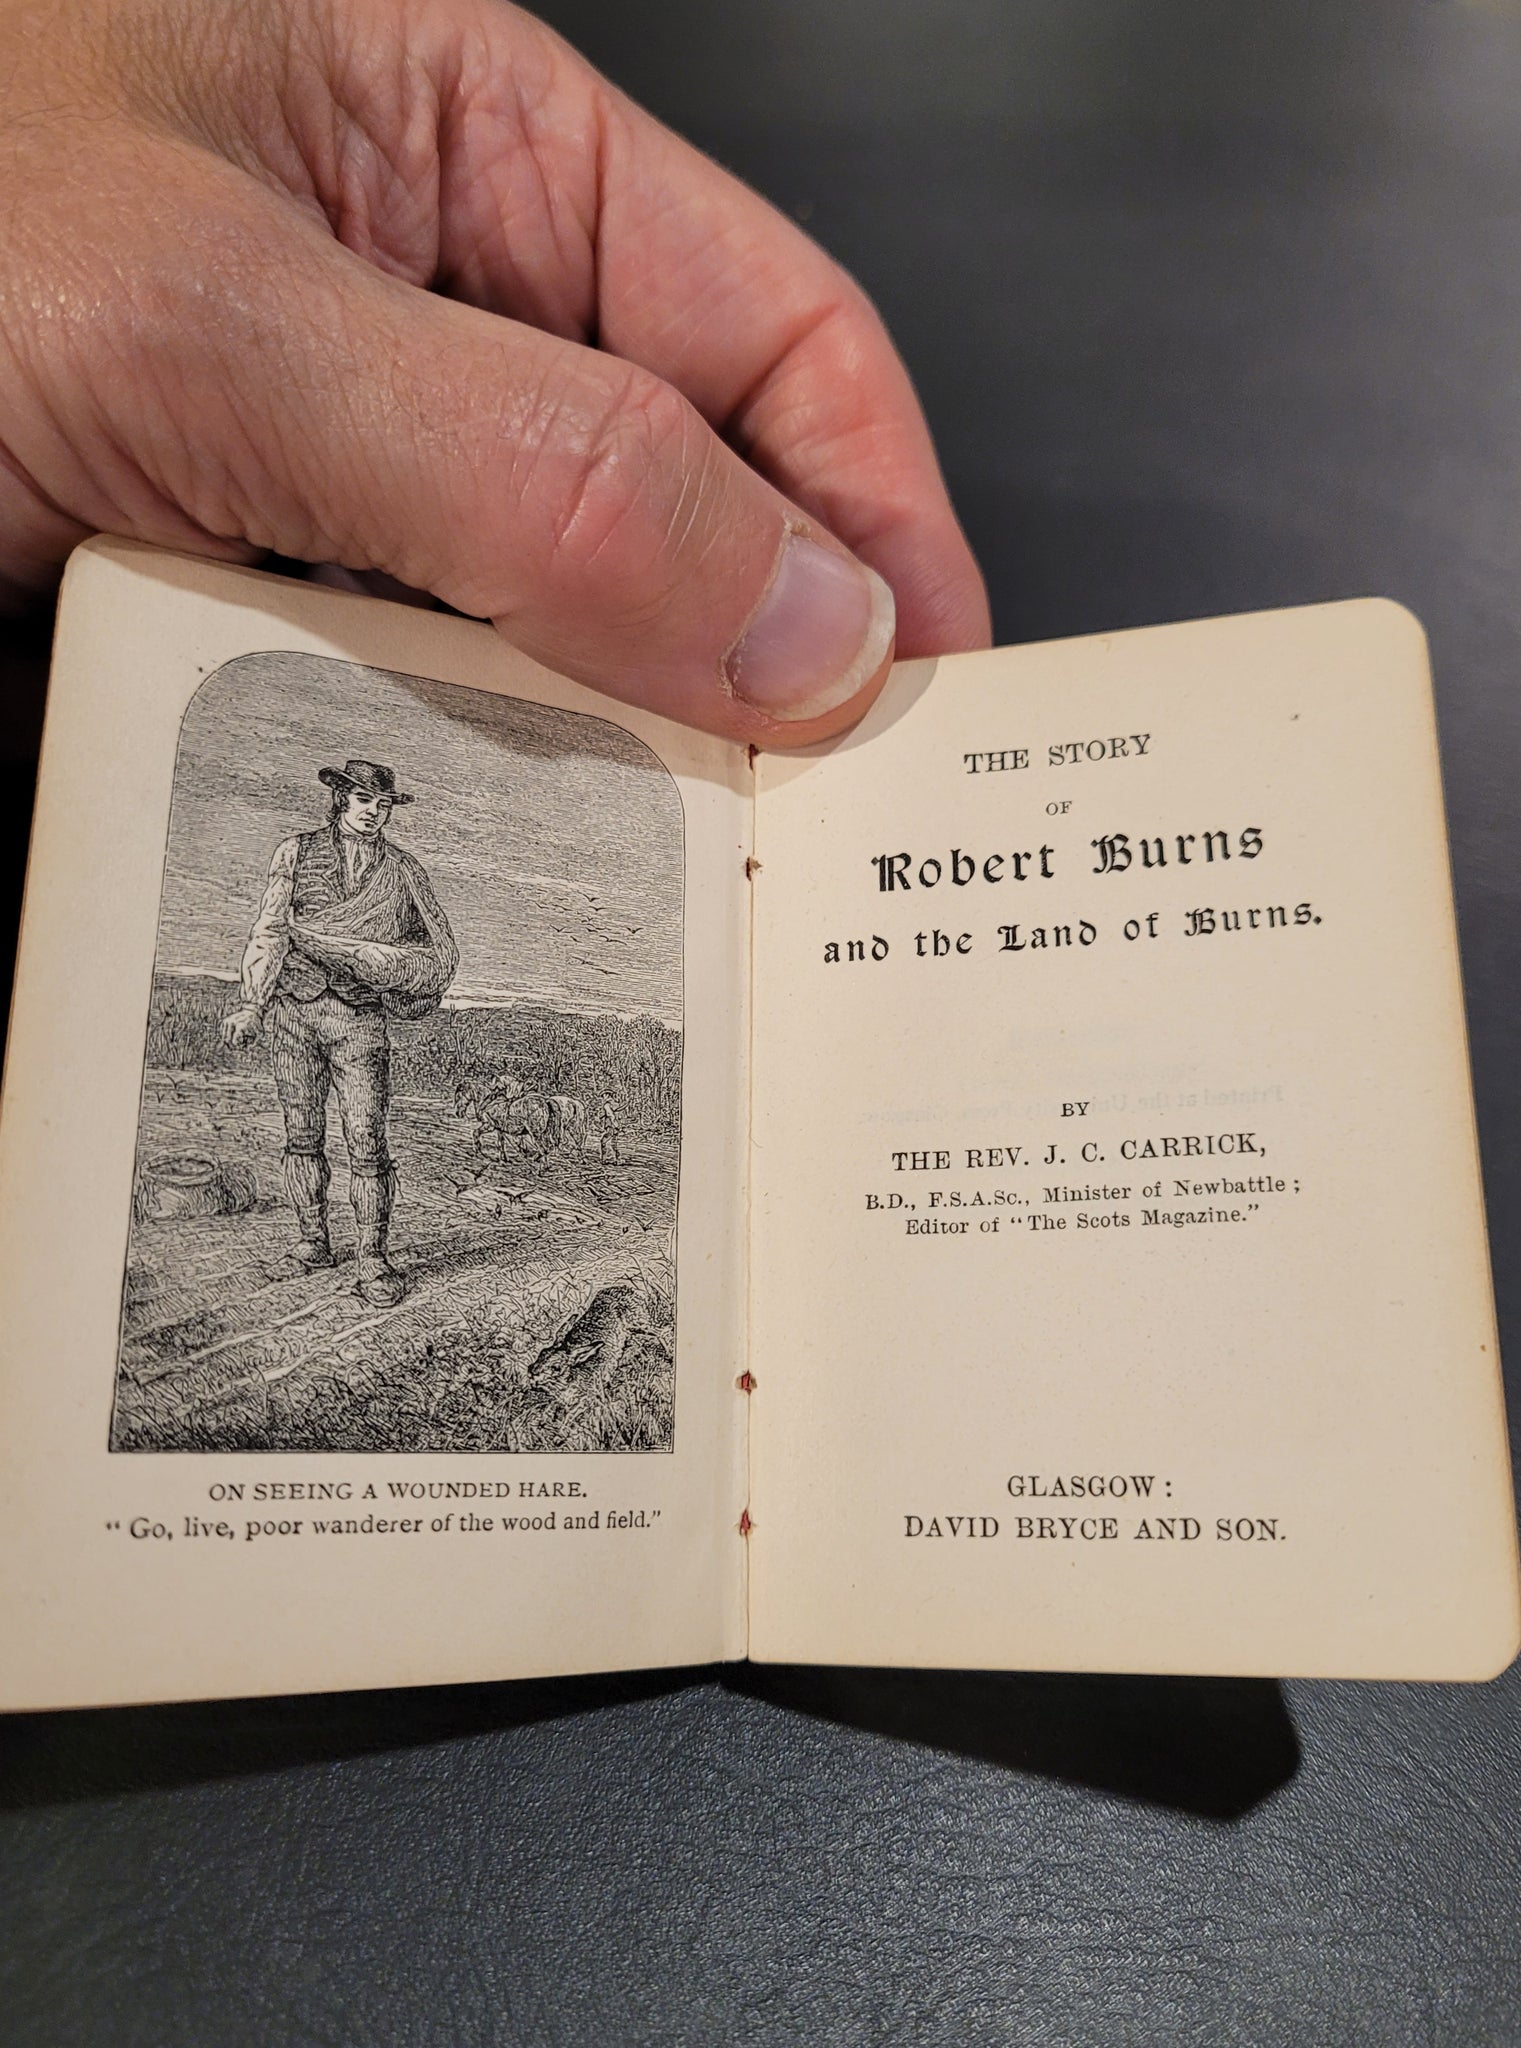 ON SEEING A WOUNDED HARE.
"Go, live, poor wanderer of the wood and field."
THE STORY
OF
Robert Burns
and the Land of Burns.
BY
THE REV. J. C. CARRICK,
B.D., F.S.A.Sc., Minister of Newbattle;
Editor of "The Scots Magazine."
GLASGOW:
DAVID BRYCE AND SON.